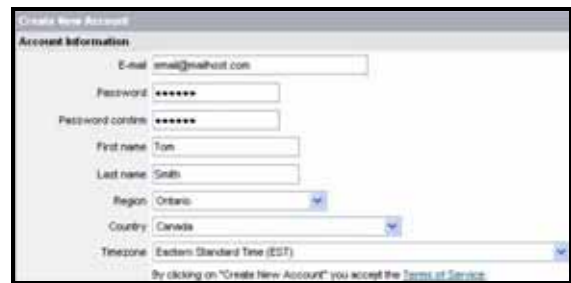 Create New Account
Account Information
E-mail email@mailhost.com
Password ••••••
Password confirm ••••••
First name Tom
Last name Smith
Region Ontario
Country Canada
Timezone Eastern Standard Time (EST)
By clicking on "Create New Account" you accept the Terms of Service.